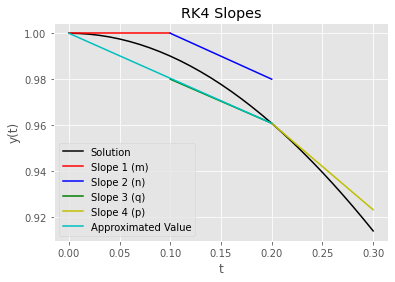 RK4 Slopes
y(t)
1.00
0.98
0.96
0.94
0.92
Solution
Slope 1 (m)
Slope 2 (n)
Slope 3 (q)
Slope 4 (p)
Approximated Value
0.00 0.05 0.10 0.15 0.20 0.25 0.30
t